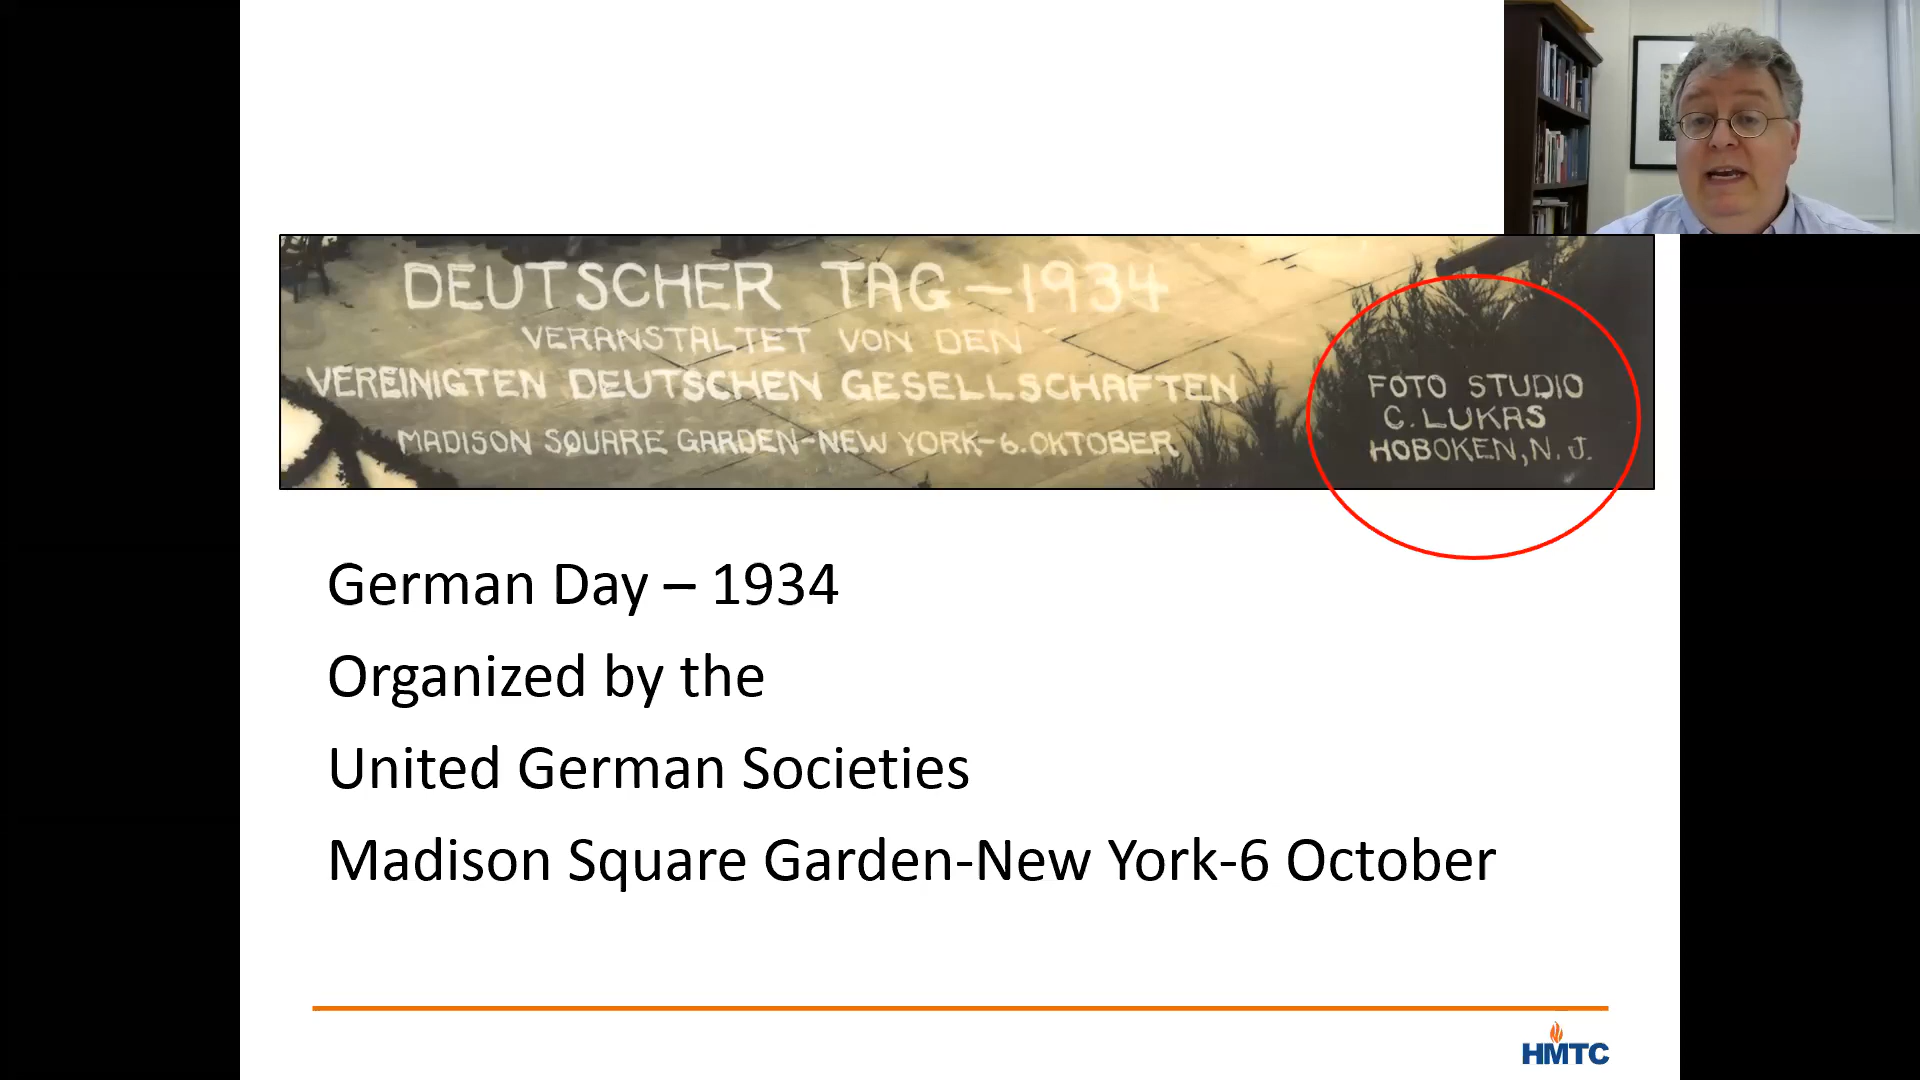 DEUTSCHER TAG-1934
VERANSTALTET VON DEN
VEREINIGTEN DEUTSCHEN GESELLSCHAFTEN
MADISON SQUARE GARDEN-NEW YORK-6.OKTOBER
FOTO STUDIO
C.LUKAS
HOBOKEN, N. J.
German Day – 1934
Organized by the
United German Societies
Madison Square Garden-New York-6 October
HMTC